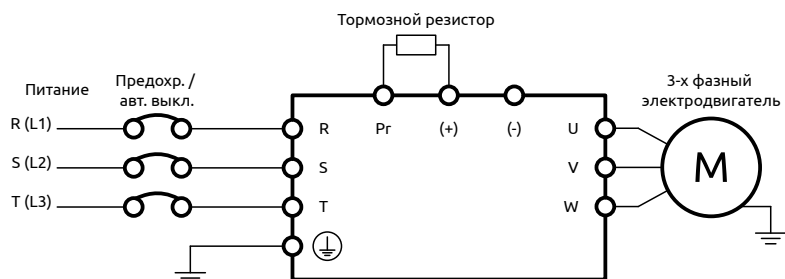 Тормозной резистор
Питание
Предохр. /
авт. выкл.
3-х фазный
электродвигатель
R (L1)
S (L2)
T (L3)
R
S
T
Pr
(+)
(-)
U
V
W
M